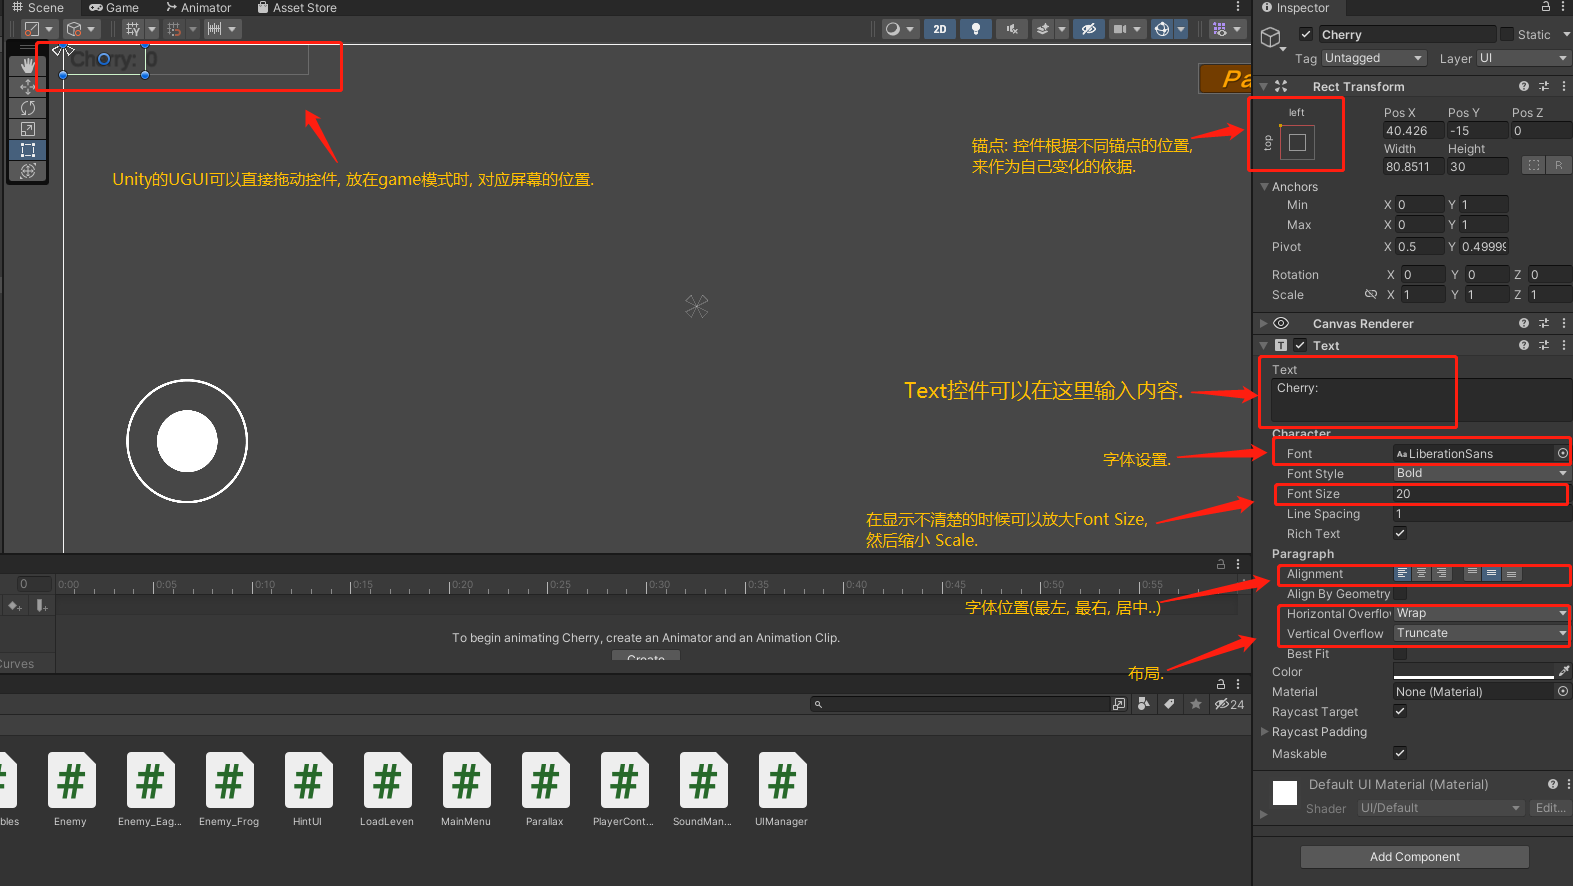 Scene
Game
Animator
Asset Store
2D
Cherry: 0
Pa
Unity的UGUI可以直接拖动控件, 放在game模式时, 对应屏幕的位置.
锚点: 控件根据不同锚点的位置,
来作为自己变化的依据.
Text控件可以在这里输入内容.
字体设置.
在显示不清楚的时候可以放大Font Size,
然后缩小 Scale.
字体位置(最左, 最右, 居中..)
布局.
Inspector
Cherry
Static
Tag Untagged Layer UI
Rect Transform
left
top
Pos X Pos Y Pos Z
40.426 -15 0
Width Height
80.8511 30
R
Anchors
Min X 0 Y 1
Max X 0 Y 1
Pivot X 0.5 Y 0.49999
Rotation X 0 Y 0 Z 0
Scale X 1 Y 1 Z 1
Canvas Renderer
Text
Text
Cherry:
Character
Font LiberationSans
Font Style Bold
Font Size 20
Line Spacing 1
Rich Text
Paragraph
Alignment
Align By Geometry
Horizontal Overflow Wrap
Vertical Overflow Truncate
Best Fit
Color
Material None (Material)
Raycast Target
Raycast Padding
Maskable
Default UI Material (Material)
Shader UI/Default Edit...
Add Component
0
0:00 0:05 0:10 0:15 0:20 0:25 0:30 0:35 0:40 0:45 0:50 0:55
To begin animating Cherry, create an Animator and an Animation Clip.
Create
Curves
24
bles
Enemy
Enemy_Eag...
Enemy_Frog
HintUI
LoadLeven
MainMenu
Parallax
PlayerCont...
SoundMan...
UIManager